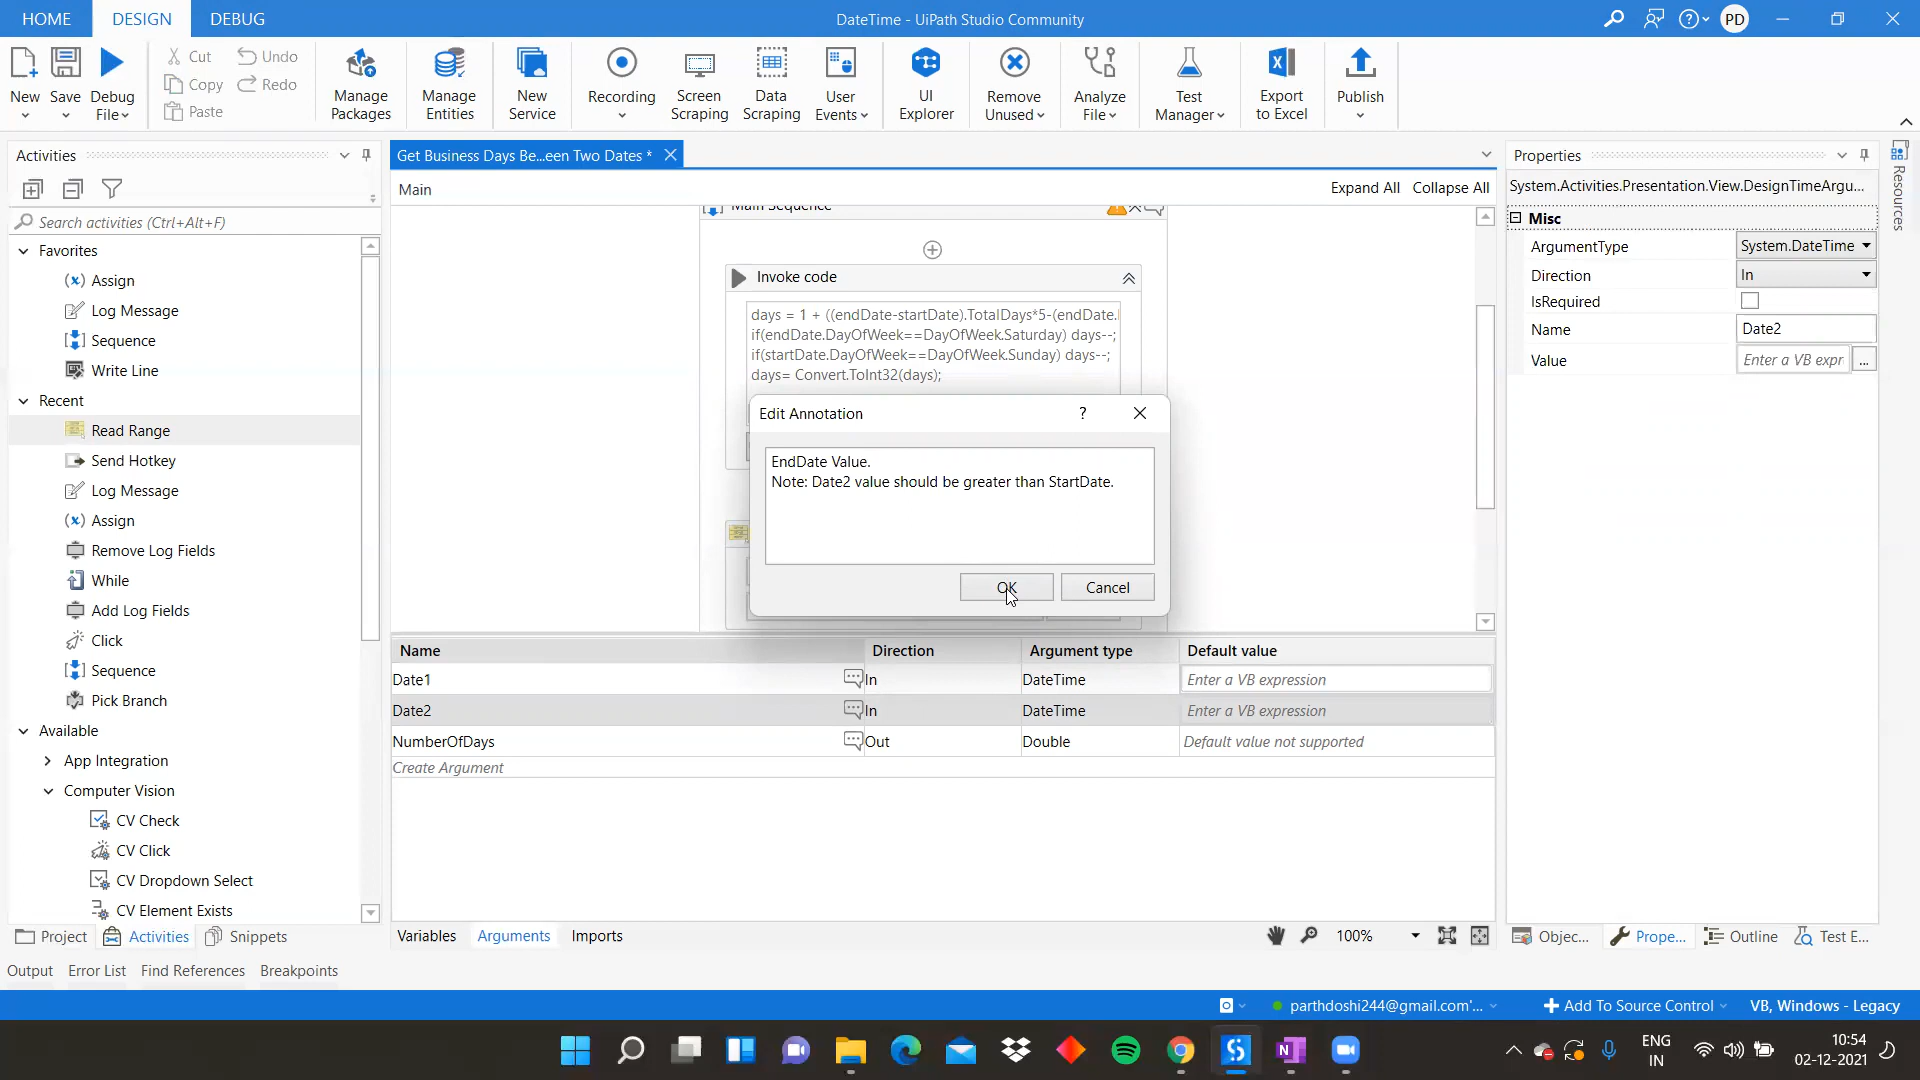 HOME
DESIGN
DEBUG
DateTime - UiPath Studio Community
PD
New
Save
Debug
File
Cut
Copy
Paste
Undo
Redo
Manage
Packages
Manage
Entities
New
Service
Recording
Screen
Scraping
Data
Scraping
User
Events
UI
Explorer
Remove
Unused
Analyze
File
Test
Manager
Export
to Excel
Publish
Activities
Search activities (Ctrl+Alt+F)
Favorites
Assign
Log Message
Sequence
Write Line
Recent
Read Range
Send Hotkey
Log Message
Assign
Remove Log Fields
While
Add Log Fields
Click
Sequence
Pick Branch
Available
App Integration
Computer Vision
CV Check
CV Click
CV Dropdown Select
CV Element Exists
Project
Activities
Snippets
Get Business Days Be...een Two Dates *
Main
Expand All
Collapse All
Main Sequence
Invoke code
days = 1 + ((endDate-startDate).TotalDays*5-(endDate.
if(endDate.DayOfWeek==DayOfWeek.Saturday) days--;
if(startDate.DayOfWeek==DayOfWeek.Sunday) days--;
days= Convert.ToInt32(days);
Edit Annotation
?
EndDate Value.
Note: Date2 value should be greater than StartDate.
OK
Cancel
Name Direction Argument type Default value
Date1 In DateTime Enter a VB expression
Date2 In DateTime Enter a VB expression
NumberOfDays Out Double Default value not supported
Create Argument
Variables
Arguments
Imports
100%
Properties
System.Activities.Presentation.View.DesignTimeArgu...
Misc
ArgumentType System.DateTime
Direction In
IsRequired
Name Date2
Value Enter a VB expr ...
Resources
Objec...
Prope...
Outline
Test E...
Output
Error List
Find References
Breakpoints
parthdoshi244@gmail.com'...
Add To Source Control
VB, Windows - Legacy
ENG
IN
10:54
02-12-2021